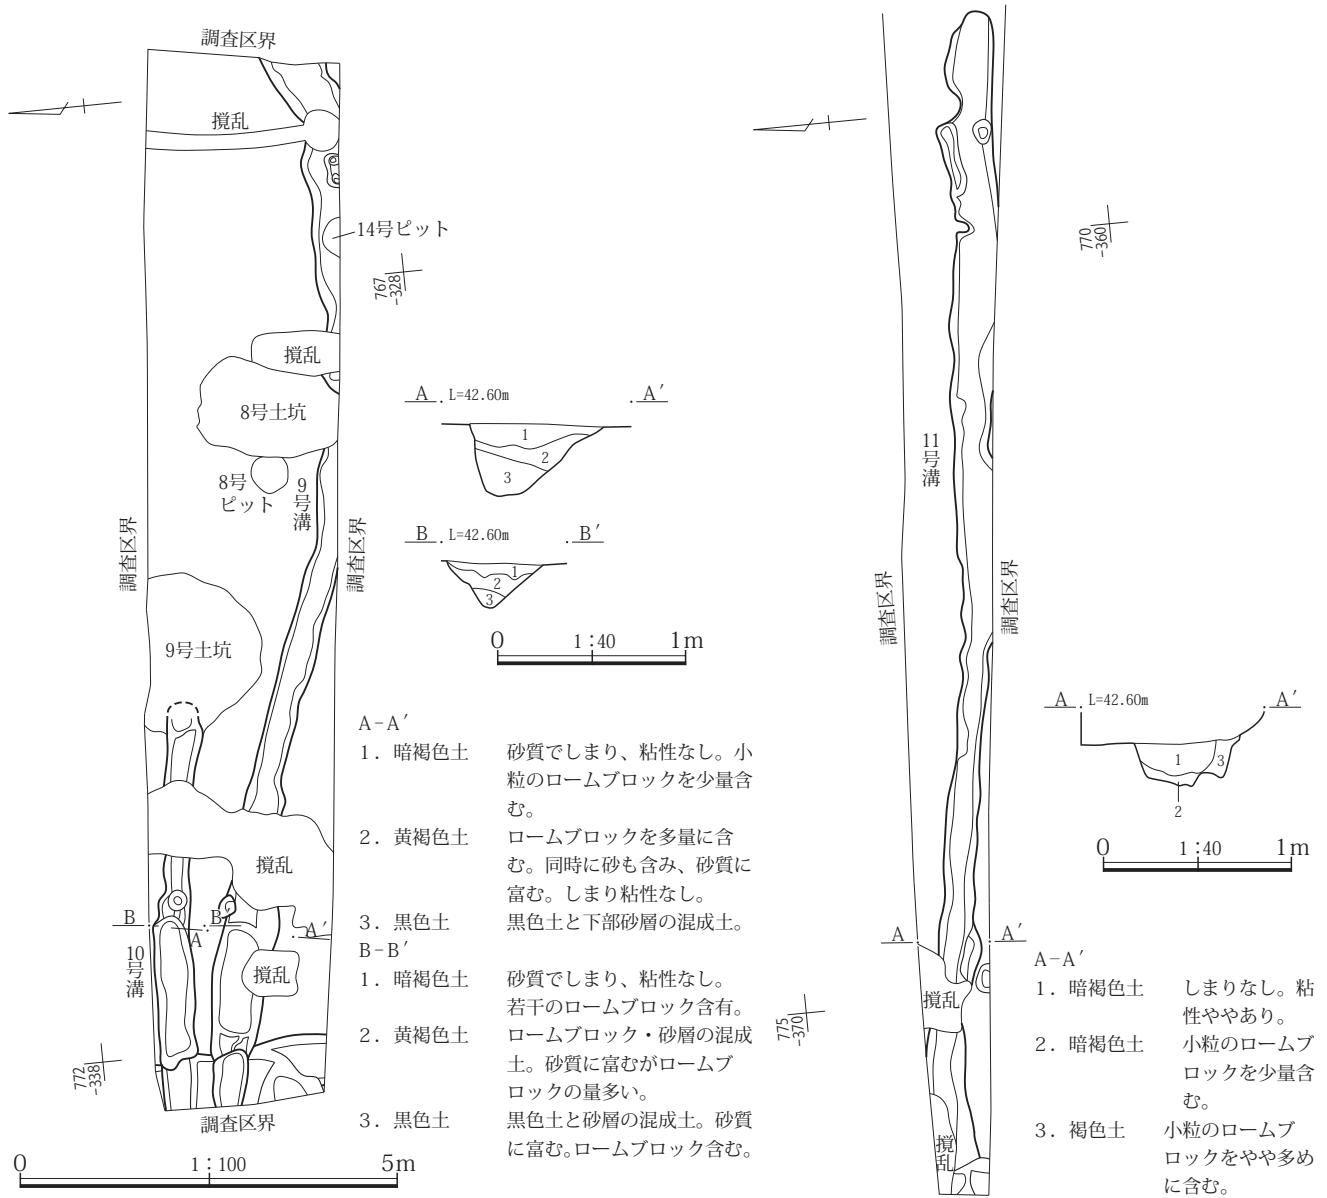 調査区界
撹乱
14号ピット
767
-328
撹乱
8号土坑
8号
ピット
9号溝
調査区界
調査区界
9号土坑
撹乱
B
B′
A
A′
10号溝
撹乱
772
-338
調査区界
0
1:100
5m
A
L=42.60m
A′
1
2
3
B
L=42.60m
B′
1
2
3
0
1:40
1m
A-A′
1. 暗褐色土 砂質でしまり、粘性なし。小
粒のロームブロックを少量含
む。
2. 黄褐色土 ロームブロックを多量に含
む。同時に砂も含み、砂質に
富む。しまり粘性なし。
3. 黒色土 黒色土と下部砂層の混成土。
B-B′
1. 暗褐色土 砂質でしまり、粘性なし。
若干のロームブロック含有。
2. 黄褐色土 ロームブロック・砂層の混成
土。砂質に富むがロームブ
ロックの量多い。
3. 黒色土 黒色土と砂層の混成土。砂質
に富む。ロームブロック含む。
770
-360
11号溝
調査区界
調査区界
A
A′
撹乱
775
-370
撹乱
A
L=42.60m
A′
1
3
2
0
1:40
1m
A-A′
1. 暗褐色土 しまりなし。粘
性ややあり。
2. 暗褐色土 小粒のロームブ
ロックを少量含
む。
3. 褐色土 小粒のロームブ
ロックをやや多め
に含む。